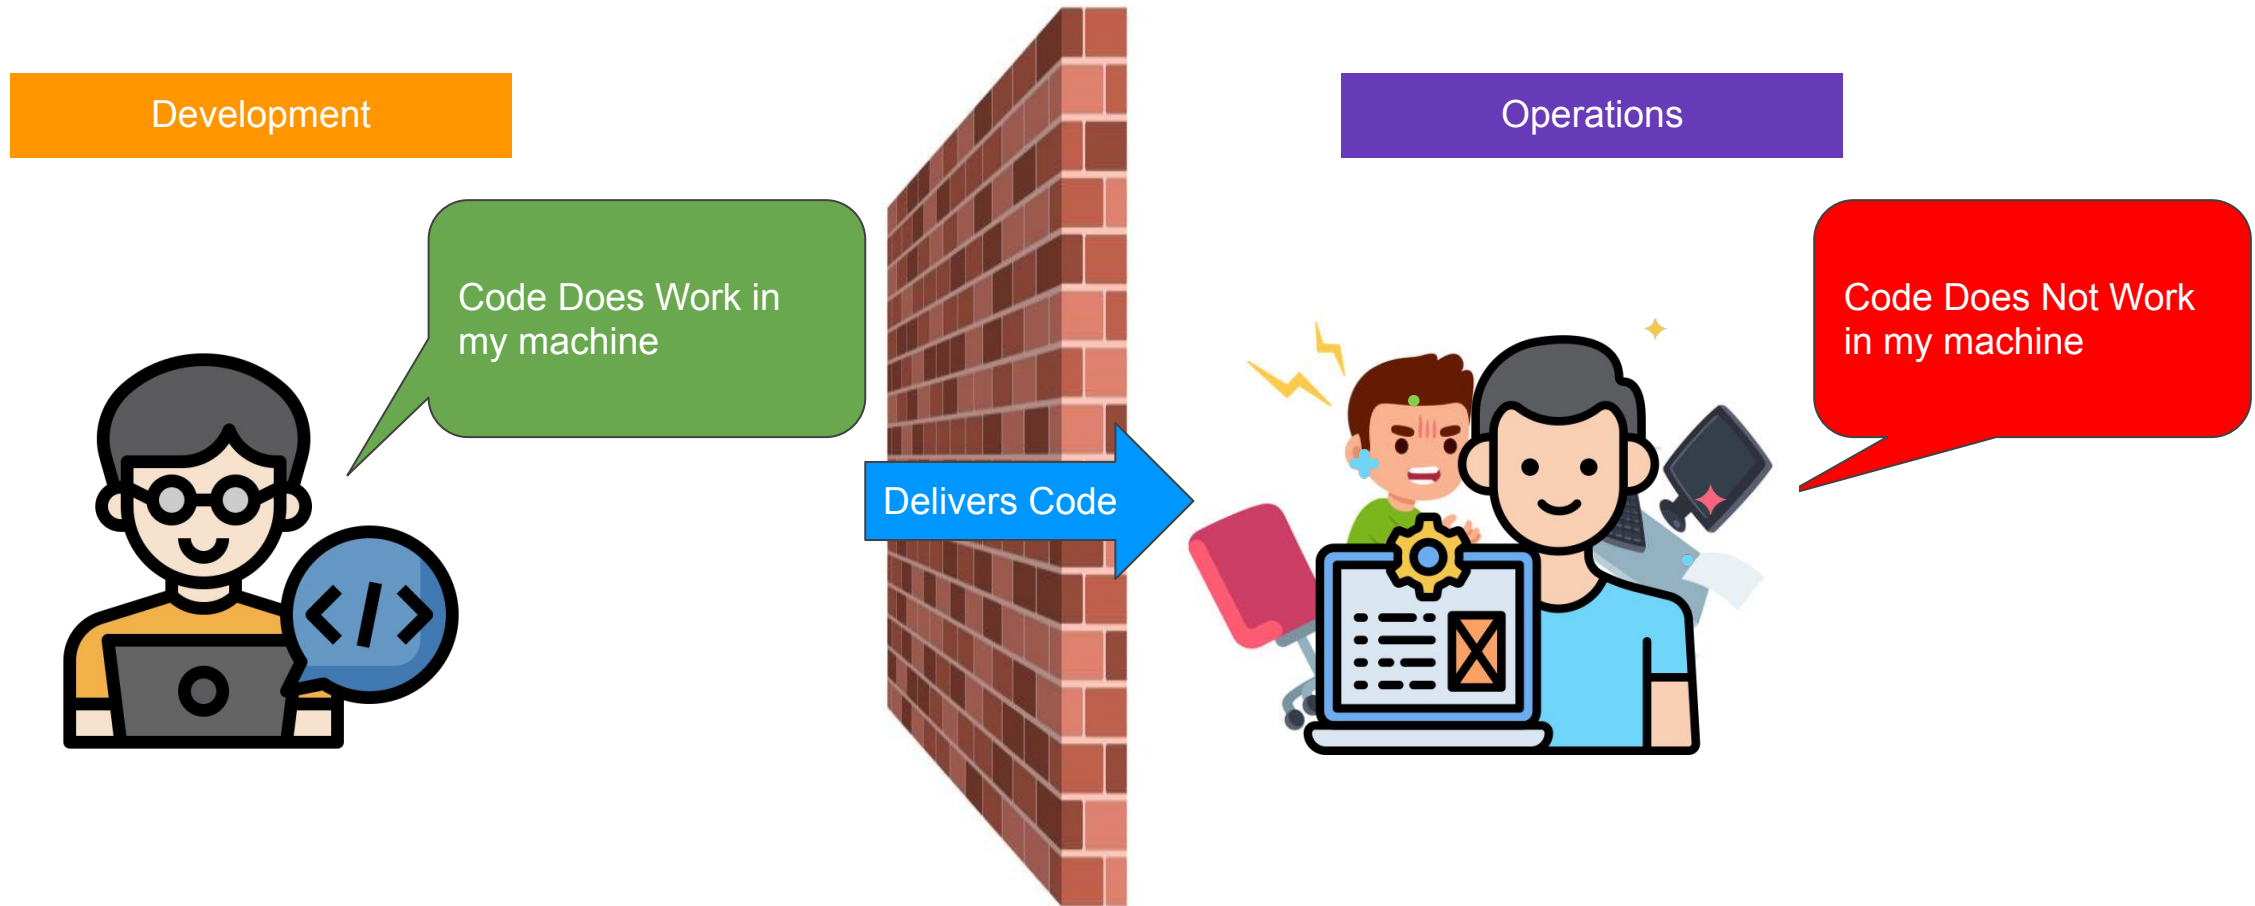 Development
Operations
Code Does Work in
my machine
Code Does Not Work
in my machine
Delivers Code
</>